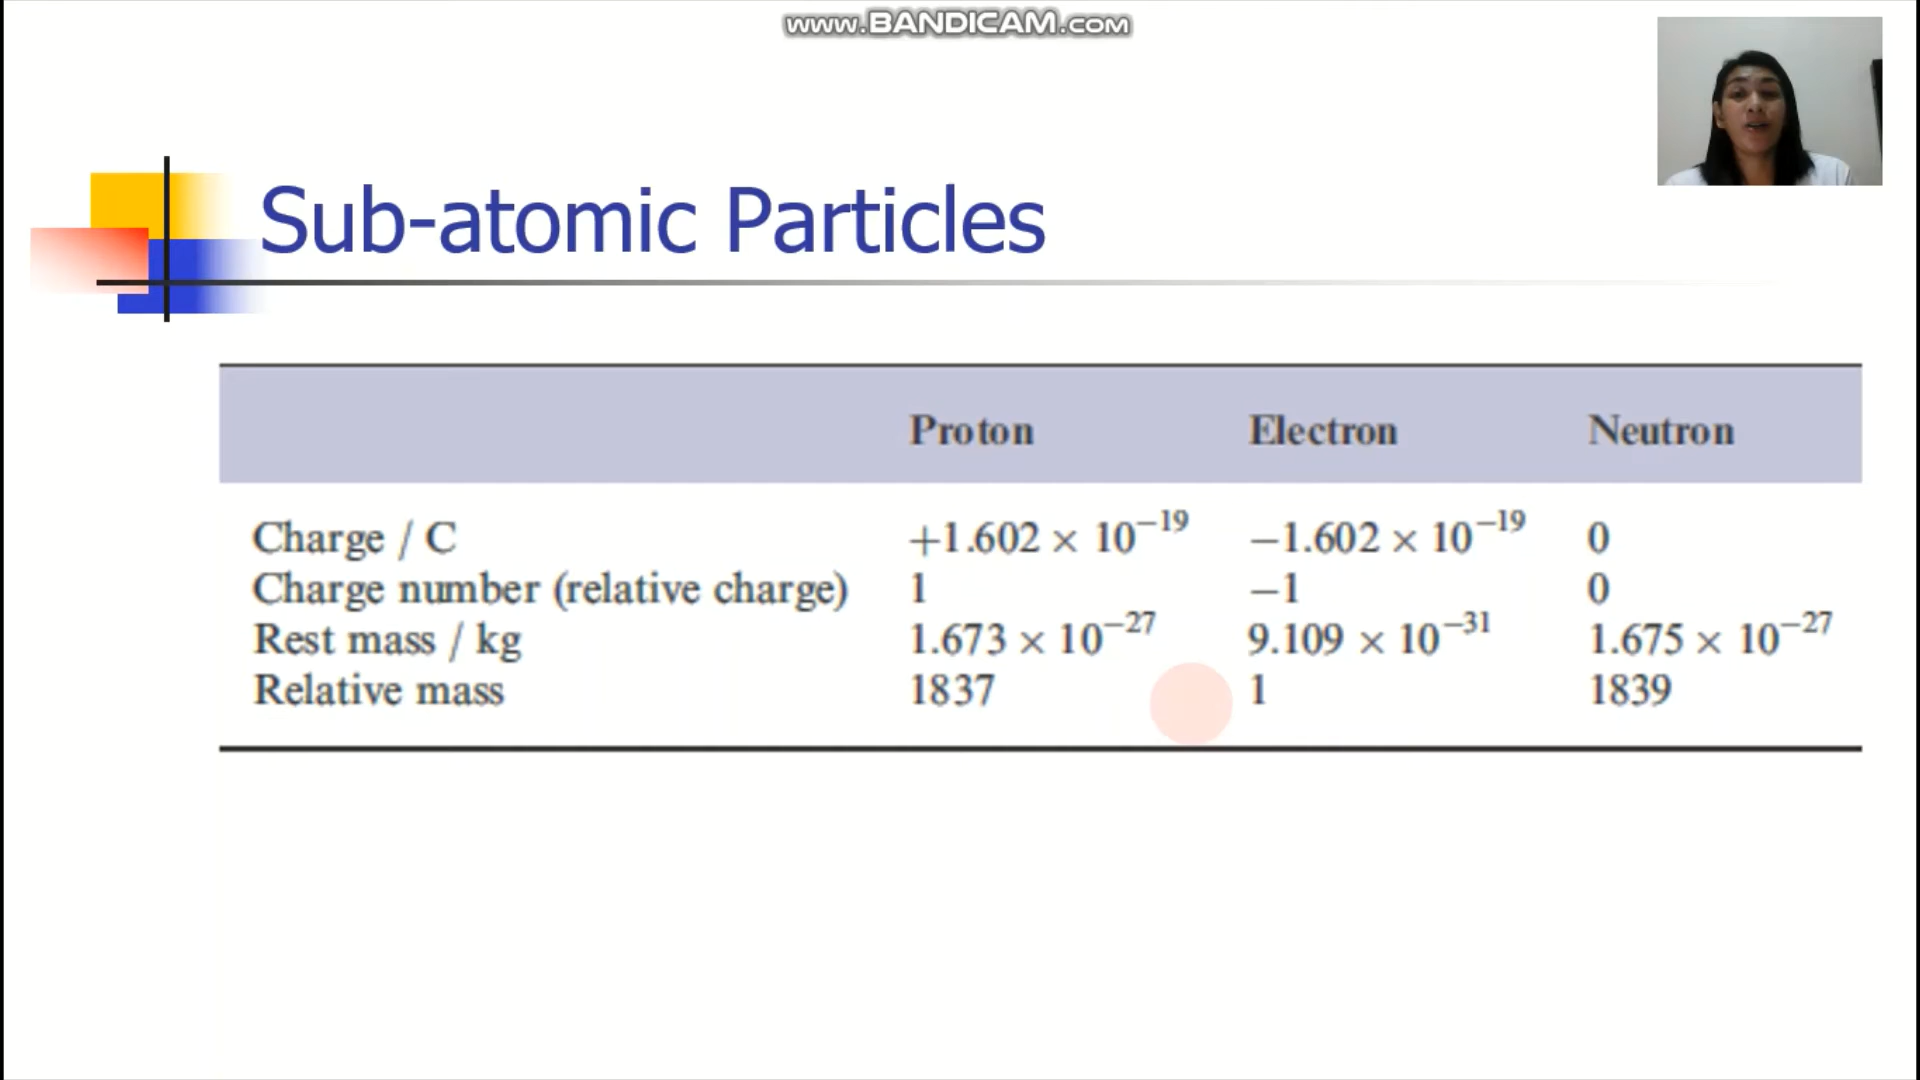 www.BANDICAM.com
Sub-atomic Particles
Proton Electron Neutron
Charge / C +1.602 × 10⁻¹⁹ −1.602 × 10⁻¹⁹ 0
Charge number (relative charge) 1 −1 0
Rest mass / kg 1.673 × 10⁻²⁷ 9.109 × 10⁻³¹ 1.675 × 10⁻²⁷
Relative mass 1837 1 1839